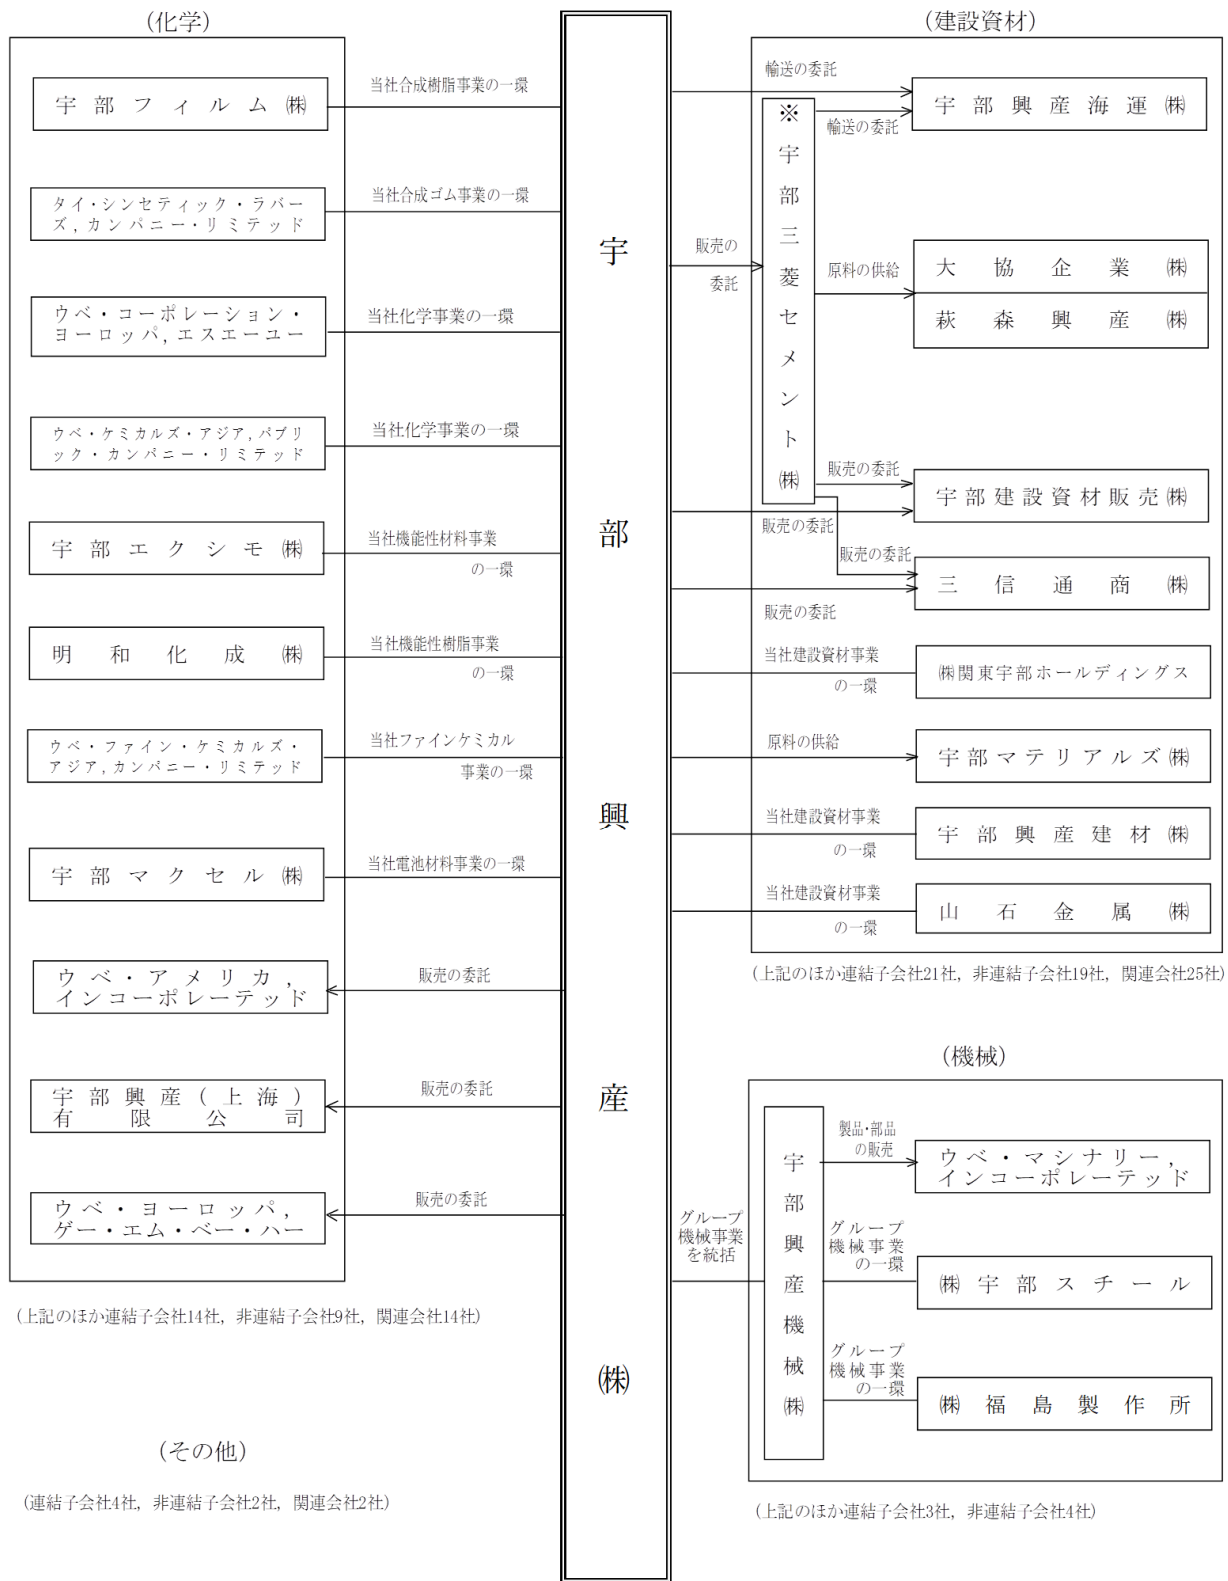 (化学)
宇部フィルム㈱
当社合成樹脂事業の一環
タイ・シンセティック・ラバー
ズ,カンパニー・リミテッド
当社合成ゴム事業の一環
ウベ・コーポレーション・
ヨーロッパ,エスエーユー
当社化学事業の一環
ウベ・ケミカルズ・アジア,パブリ
ック・カンパニー・リミテッド
当社化学事業の一環
宇部エクシモ㈱
当社機能性材料事業
の一環
明和化成㈱
当社機能性樹脂事業
の一環
ウベ・ファイン・ケミカルズ・
アジア,カンパニー・リミテッド
当社ファインケミカル
事業の一環
宇部マクセル㈱
当社電池材料事業の一環
ウベ・アメリカ,
インコーポレーテッド
販売の委託
宇部興産(上海)
有限公司
販売の委託
ウベ・ヨーロッパ,
ゲー・エム・ベー・ハー
販売の委託
(上記のほか連結子会社14社,非連結子会社9社,関連会社14社)
(その他)
(連結子会社4社,非連結子会社2社,関連会社2社)
宇部興産㈱
(建設資材)
輸送の委託
宇部興産海運㈱
輸送の委託
※宇部三菱セメント㈱
販売の
委託
原料の供給
大協企業㈱
萩森興産㈱
販売の委託
宇部建設資材販売㈱
販売の委託
販売の委託
三信通商㈱
販売の委託
当社建設資材事業
の一環
㈱関東宇部ホールディングス
原料の供給
宇部マテリアルズ㈱
当社建設資材事業
の一環
宇部興産建材㈱
当社建設資材事業
の一環
山石金属㈱
(上記のほか連結子会社21社,非連結子会社19社,関連会社25社)
(機械)
グループ
機械事業
を統括
宇部興産機械㈱
製品・部品
の販売
ウベ・マシナリー,
インコーポレーテッド
グループ
機械事業
の一環
㈱宇部スチール
グループ
機械事業
の一環
㈱福島製作所
(上記のほか連結子会社3社,非連結子会社4社)